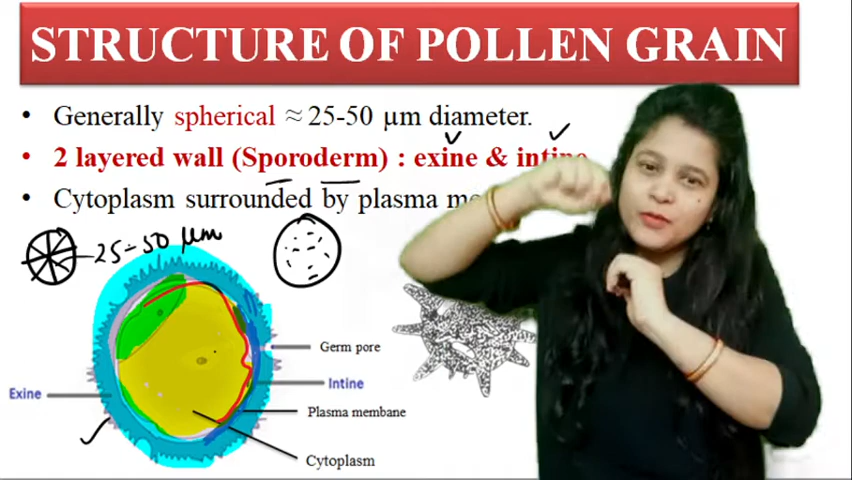 STRUCTURE OF POLLEN GRAIN
• Generally spherical ≈ 25-50 µm diameter.
• 2 layered wall (Sporoderm) : exine & intine
• Cytoplasm surrounded by plasma
25-50 µm
Germ pore
Exine
Intine
Plasma membane
Cytoplasm